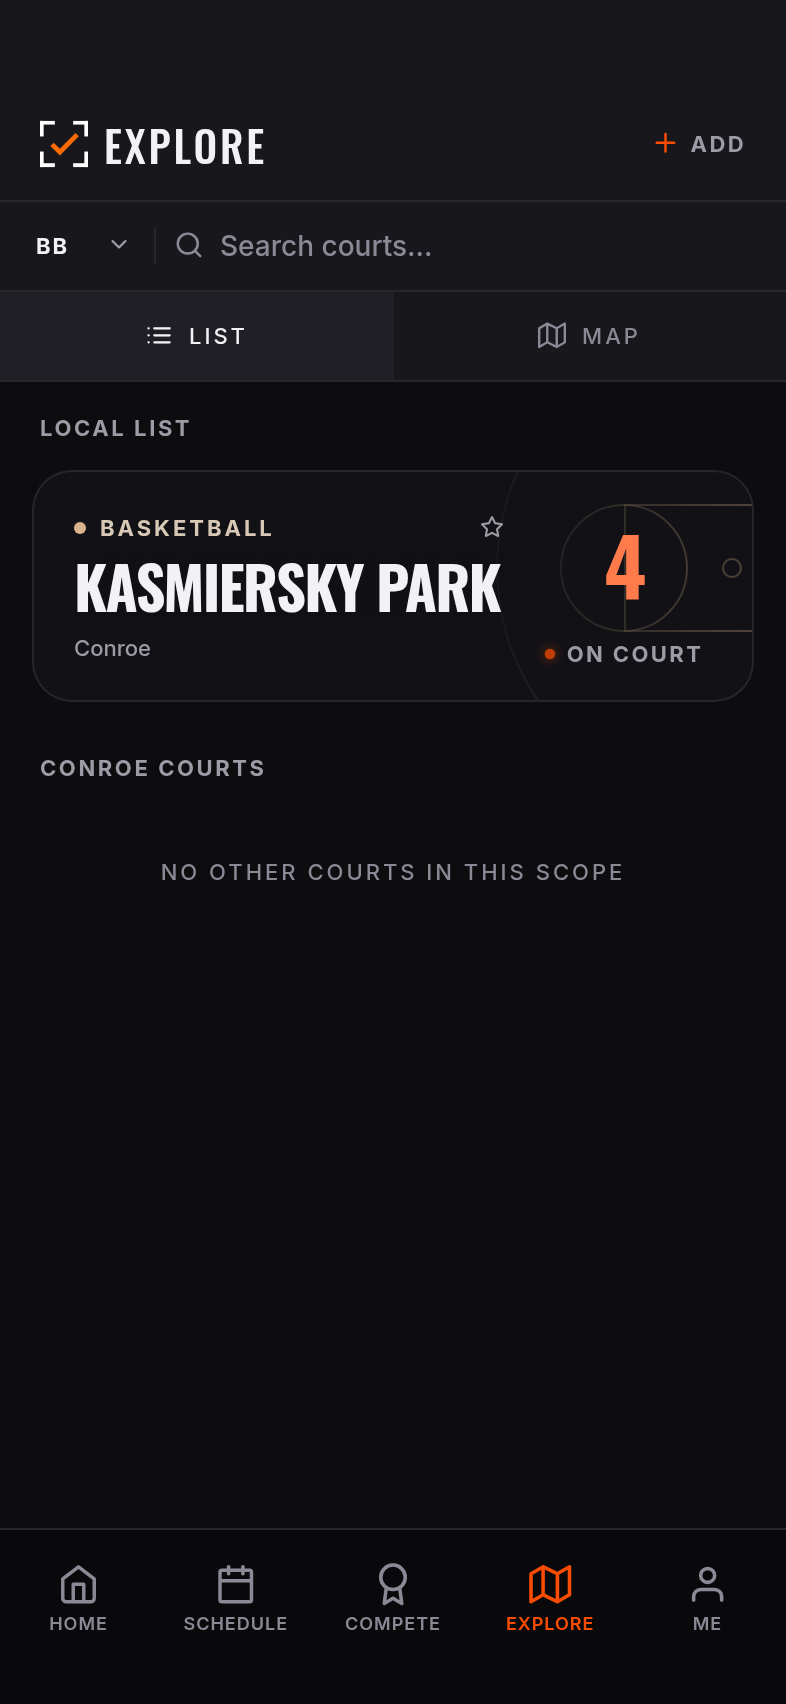 EXPLORE
ADD
BB
Search courts...
LIST
MAP
LOCAL LIST
BASKETBALL
KASMIERSKY PARK
Conroe
4
ON COURT
CONROE COURTS
NO OTHER COURTS IN THIS SCOPE
HOME
SCHEDULE
COMPETE
EXPLORE
ME